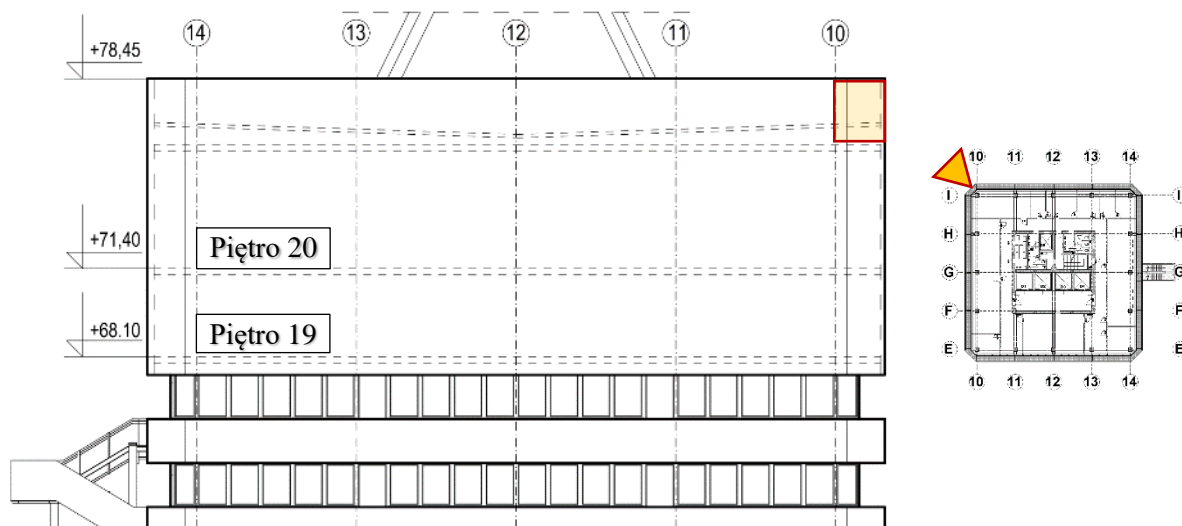 14 13 12 11 10
+78,45
+71,40
Piętro 20
+68.10
Piętro 19
10 11 12 13 14
I I
H H
G G
F F
E E
10 11 12 13 14